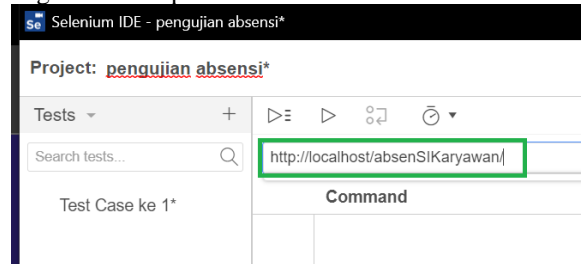 Selenium IDE - pengujian absensi*
Project: pengujian absensi*
Tests
Search tests...
http://localhost/absenSIKaryawan/
Command
Test Case ke 1*